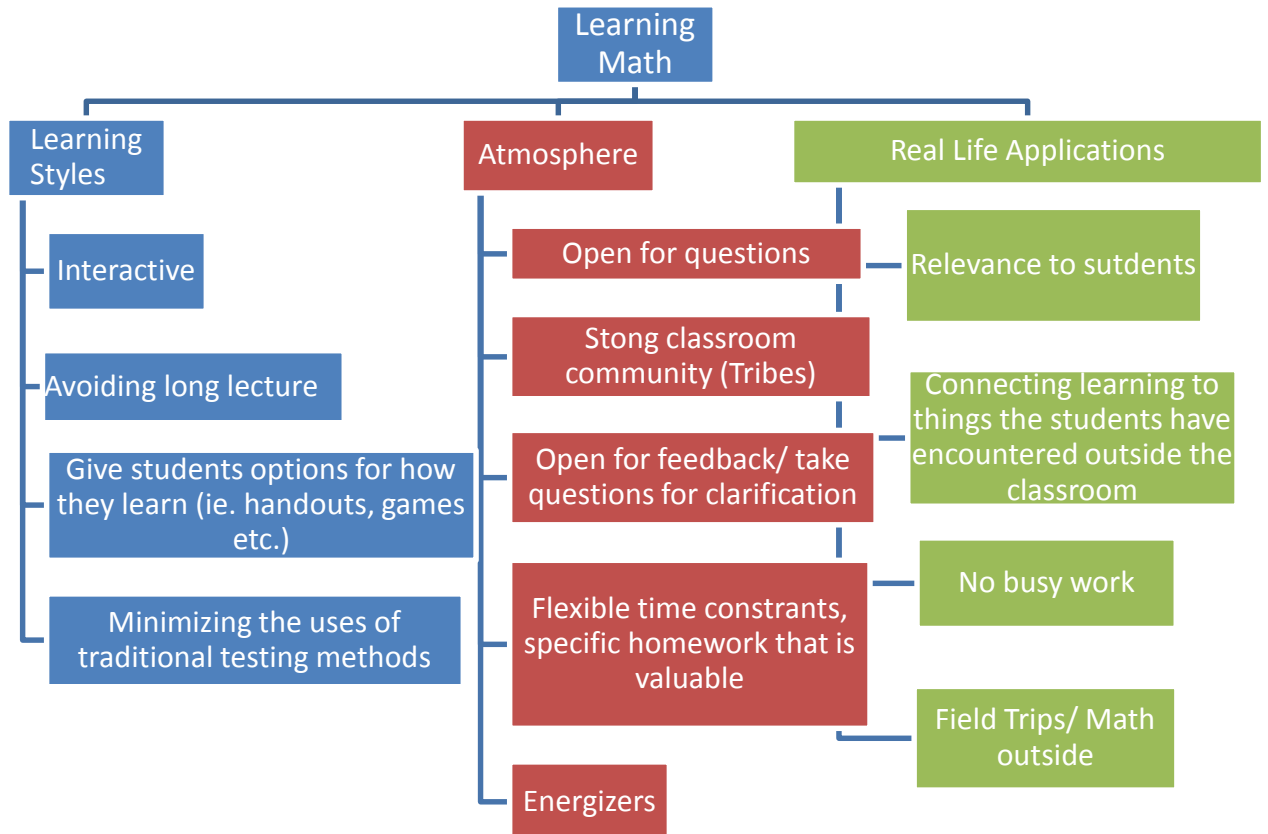 Learning
Math
Learning
Styles
Interactive
Avoiding long lecture
Give students options for how
they learn (ie. handouts, games
etc.)
Minimizing the uses of
traditional testing methods
Atmosphere
Open for questions
Stong classroom
community (Tribes)
Open for feedback/ take
questions for clarification
Flexible time constrants,
specific homework that is
valuable
Energizers
Real Life Applications
Relevance to sutdents
Connecting learning to
things the students have
encountered outside the
classroom
No busy work
Field Trips/ Math
outside